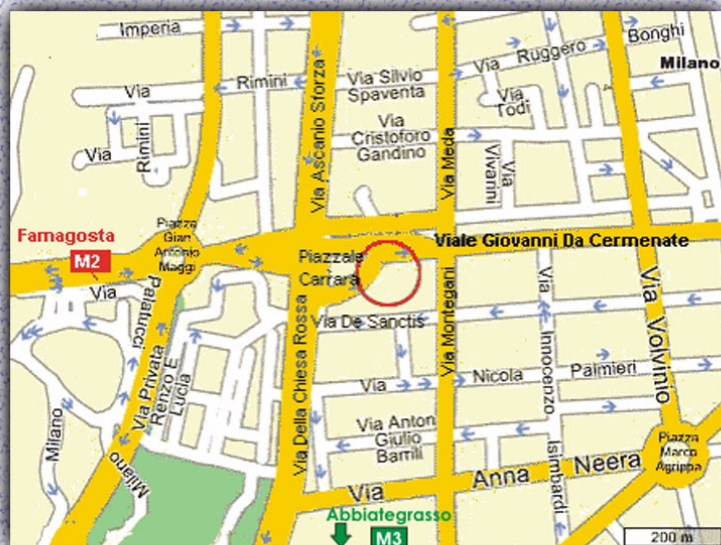 Imperia
Bonghi
Via Ruggero
Milano
Via
Rimini
Via Silvio
Spaventa
Via
Todi
Via
Cristoforo
Gandino
Via
Rimini
Via Ascanio Sforza
Via Meda
Via
Vivanni
Piazza
Gian
Antonio
Maggi
Famagosta
M2
Via
Palatucci
Piazzale
Carrara
Viale Giovanni Da Cermenate
Via De Sanctis
Via Della Chiesa Rossa
Via Montegani
Via
Innocenzo
Isimbardi
Via Volvinio
Via Privata
Renzo E
Lucia
Via
Nicola
Palmieri
Via Anton
Giulio
Barrili
Milano
Milano
Via Anna Neera
Piazza
Marco
Agrippa
Abbiategrasso
M3
200 m